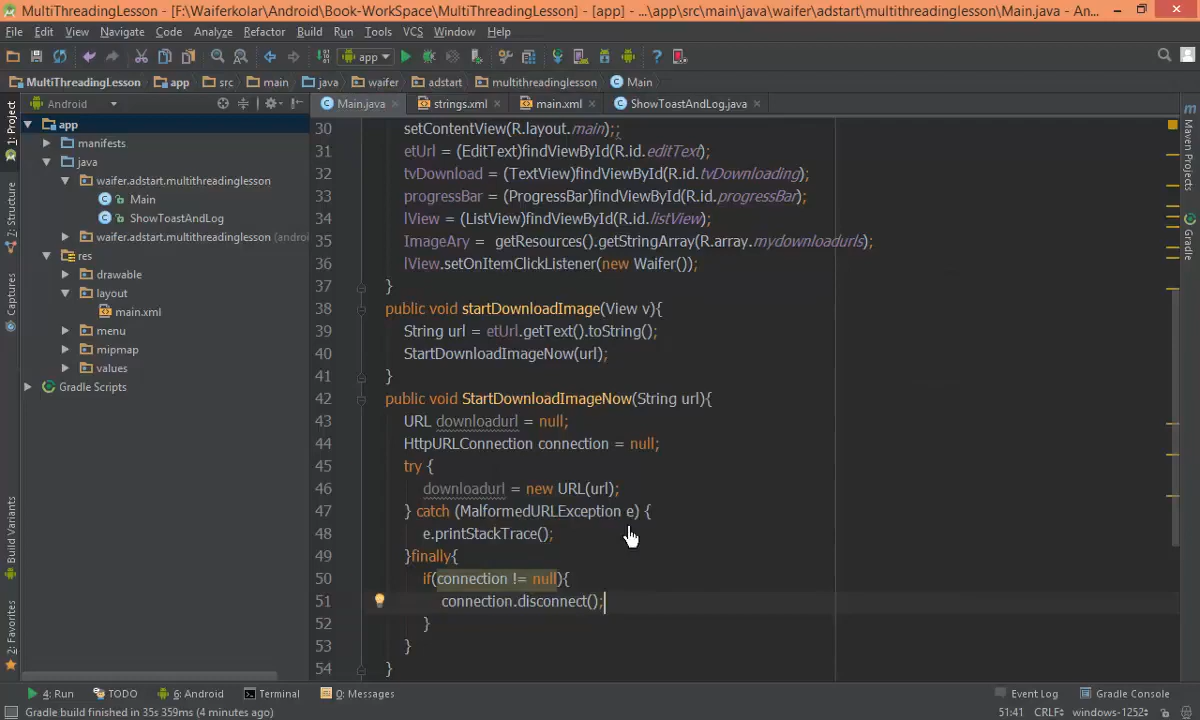 MultiThreadingLesson - [F:\Waiferkolar\Android\Book-WorkSpace\MultiThreadingLesson] - [app] - ...\app\src\main\java\waifer\adstart\multithreadinglesson\Main.java - An...
File Edit View Navigate Code Analyze Refactor Build Run Tools VCS Window Help
app
MultiThreadingLesson app src main java waifer adstart multithreadinglesson Main
Android
Main.java strings.xml main.xml ShowToastAndLog.java
1: Project
Z: Structure
Captures
Build Variants
2: Favorites
Maven Projects
Gradle
app
manifests
java
waifer.adstart.multithreadinglesson
Main
ShowToastAndLog
waifer.adstart.multithreadinglesson (andro
res
drawable
layout
main.xml
menu
mipmap
values
Gradle Scripts
30 setContentView(R.layout.main);;
31 etUrl = (EditText)findViewById(R.id.editText);
32 tvDownload = (TextView)findViewById(R.id.tvDownloading);
33 progressBar = (ProgressBar)findViewById(R.id.progressBar);
34 lView = (ListView)findViewById(R.id.listView);
35 ImageAry = getResources().getStringArray(R.array.mydownloadurls);
36 lView.setOnItemClickListener(new Waifer());
37 }
38 public void startDownloadImage(View v){
39 String url = etUrl.getText().toString();
40 StartDownloadImageNow(url);
41 }
42 public void StartDownloadImageNow(String url){
43 URL downloadurl = null;
44 HttpURLConnection connection = null;
45 try {
46 downloadurl = new URL(url);
47 } catch (MalformedURLException e) {
48 e.printStackTrace();
49 }finally{
50 if(connection != null){
51 connection.disconnect();
52 }
53 }
54 }
4: Run TODO 6: Android Terminal 0: Messages Event Log Gradle Console
Gradle build finished in 35s 359ms (4 minutes ago) 51:41 CRLF windows-1252